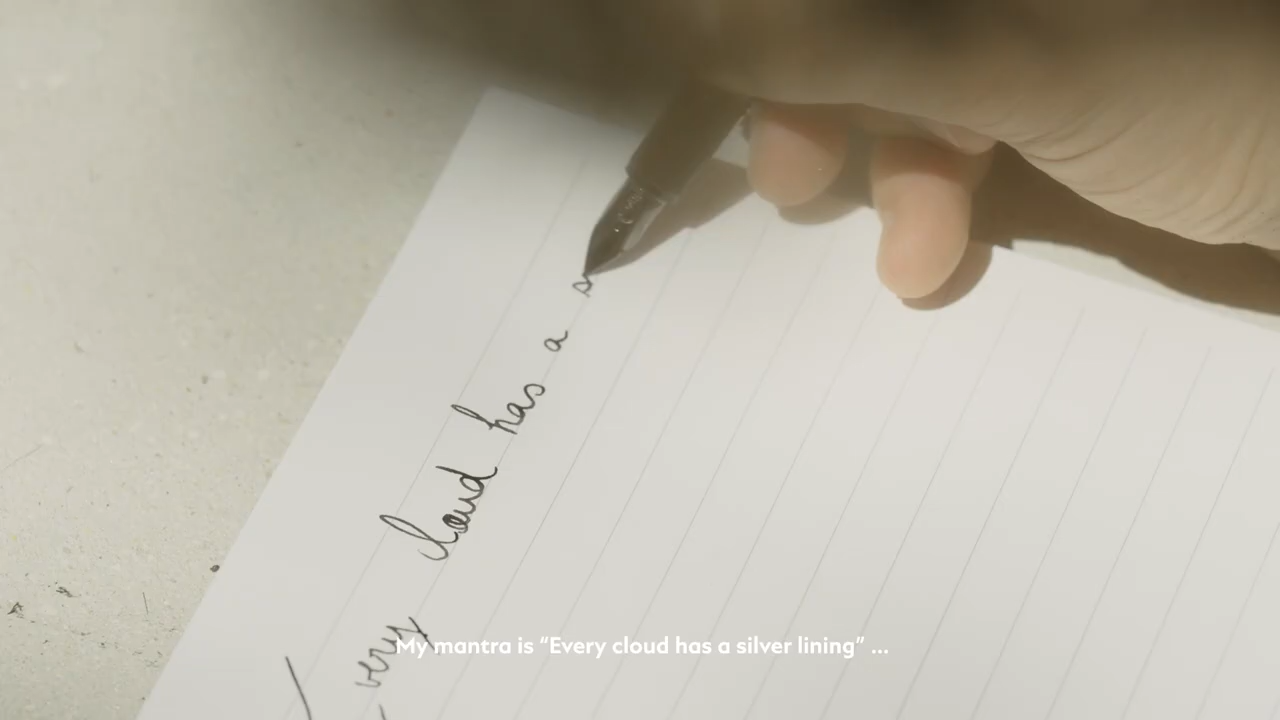 very cloud has a s
My mantra is “Every cloud has a silver lining” ...